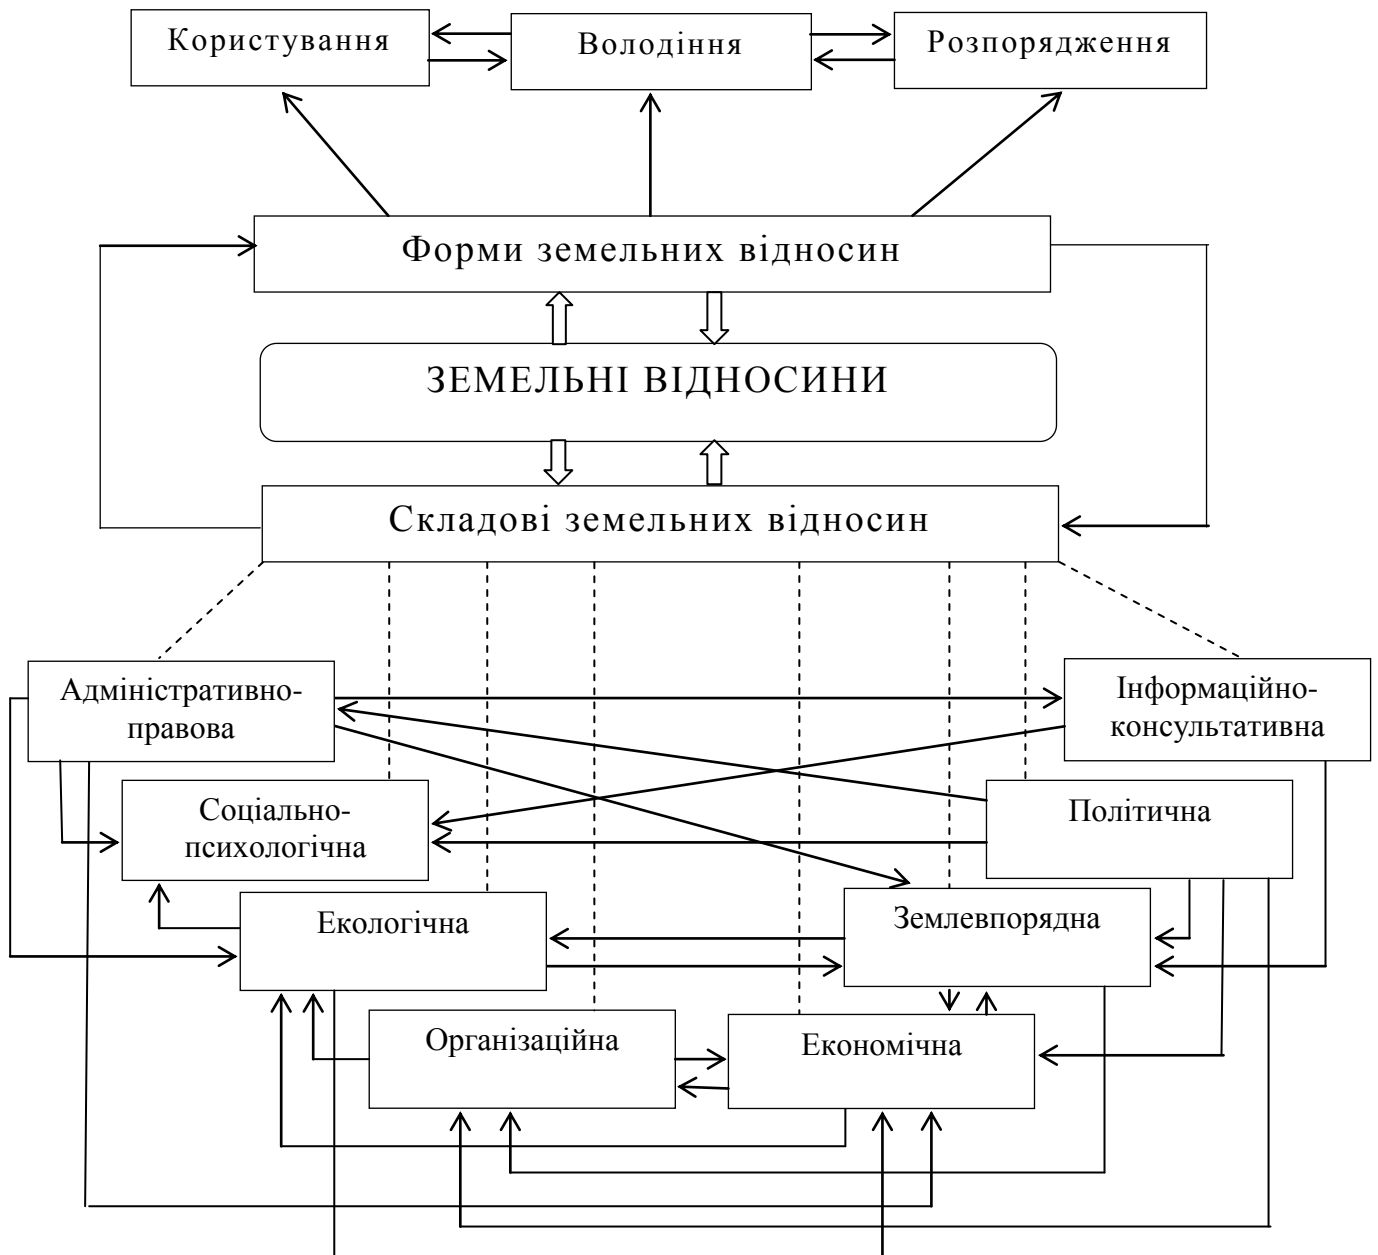 Користування
Володіння
Розпорядження
Форми земельних відносин
ЗЕМЕЛЬНІ ВІДНОСИНИ
Складові земельних відносин
Адміністративно-
правова
Інформаційно-
консультативна
Соціально-
психологічна
Політична
Екологічна
Землевпорядна
Організаційна
Економічна